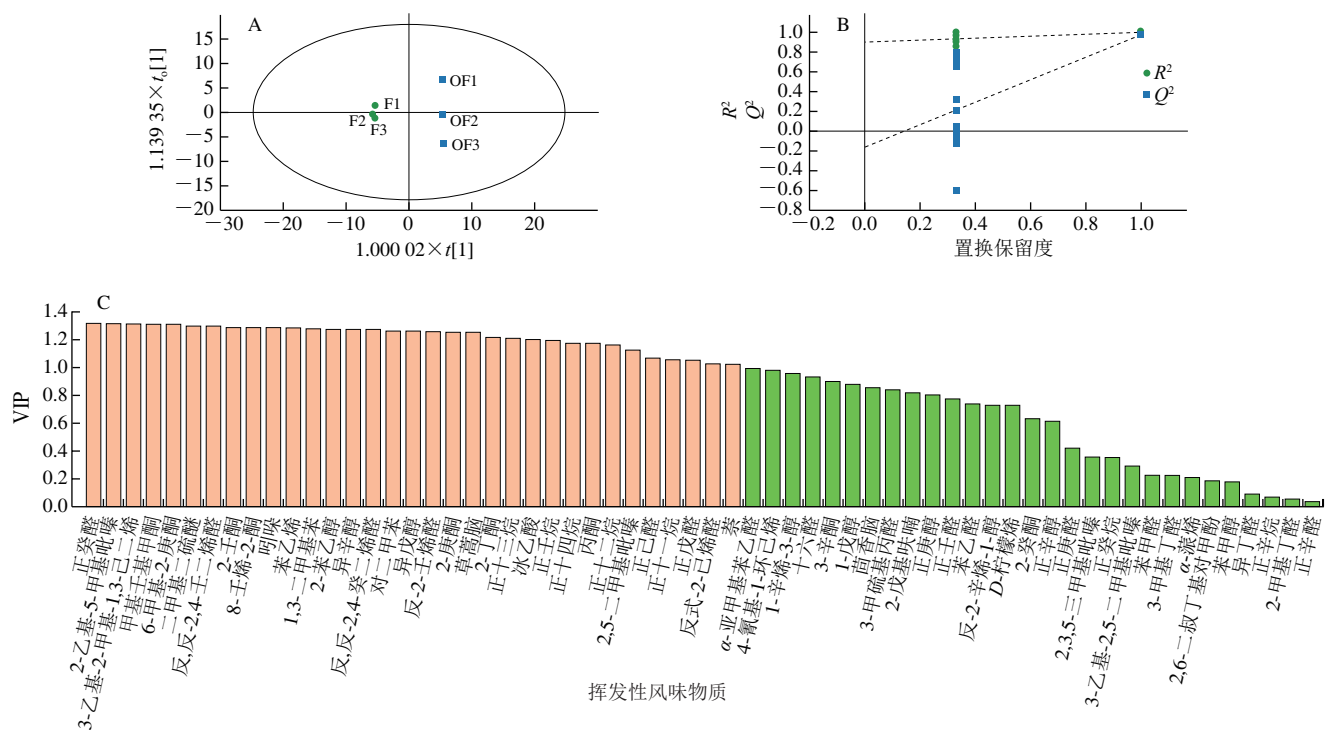 A
1.139 35×tₒ[1]
15
10
5
0
−5
−10
−15
−20
−30
−20
−10
0
10
20
1.000 02×t[1]
F1
F2
F3
OF1
OF2
OF3
B
R²
Q²
1.0
0.8
0.6
0.4
0.2
0.0
−0.2
−0.4
−0.6
−0.8
−0.2
0.0
0.2
0.4
0.6
0.8
1.0
置换保留度
R²
Q²
C
VIP
1.4
1.2
1.0
0.8
0.6
0.4
0.2
0.0
正癸醛
2-乙基-5-甲基吡嗪
3-乙基-2-甲基-1,3-己二烯
甲基壬基甲酮
6-甲基-2-庚酮
二甲基二硫醚
反,反-2,4-壬二烯醛
2-壬酮
8-壬烯-2-酮
吲哚
苯乙烯
1,3-二甲基苯
2-苯乙醇
异辛醇
反,反-2,4-癸二烯醛
对二甲苯
异戊醇
反-2-壬烯醛
2-庚酮
草蒿脑
2-丁酮
正十三烷
冰乙酸
正壬烷
正十四烷
丙酮
正十二烷
2,5-二甲基吡嗪
正己醛
正十一烷
正戊醛
反式-2-己烯醛
萘
α-亚甲基苯乙醛
4-氰基-1-环己烯
1-辛烯-3-醇
十六醛
3-辛酮
1-戊醇
茴香脑
3-甲硫基丙醛
2-戊基呋喃
正庚醇
正壬醛
苯乙醛
反-2-辛烯-1-醇
D-柠檬烯
2-癸酮
正辛醇
正庚醛
2,3,5-三甲基吡嗪
正癸烷
3-乙基-2,5-二甲基吡嗪
苯甲醛
3-甲基丁醛
α-蒎烯
2,6-二叔丁基对甲酚
苯甲醇
异丁醛
正辛烷
2-甲基丁醛
正辛醛
挥发性风味物质